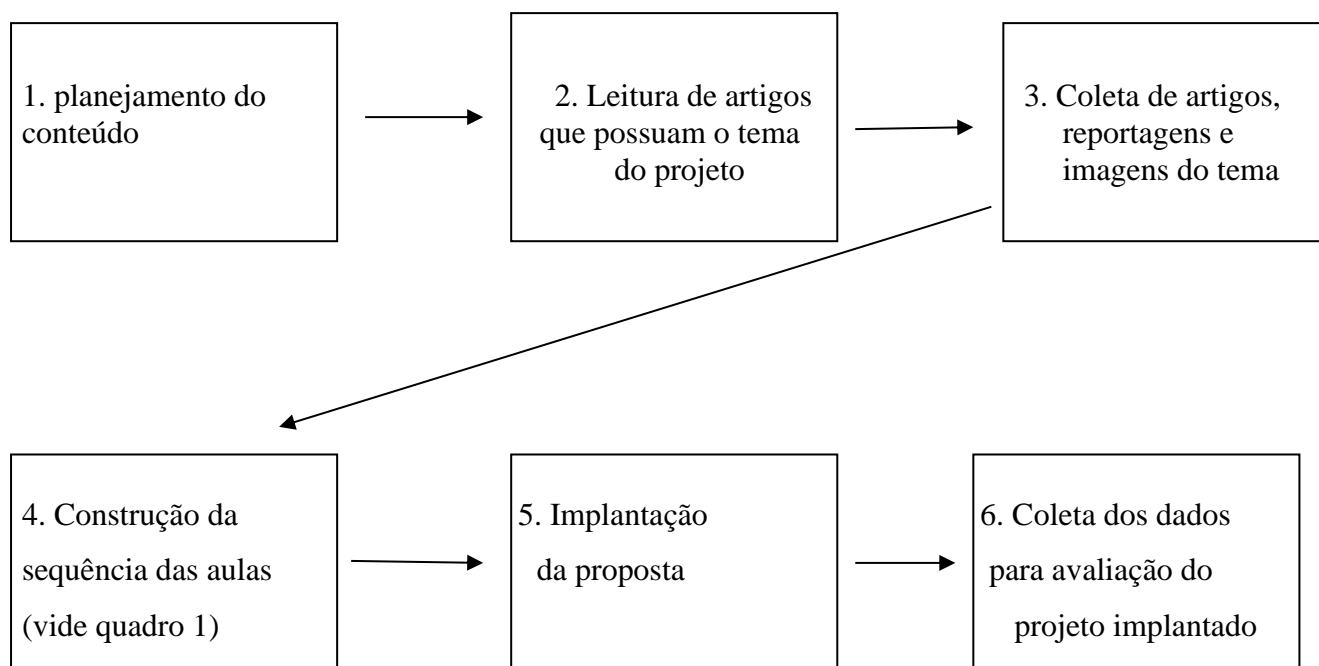 1. planejamento do
conteúdo
2. Leitura de artigos
que possuam o tema
do projeto
3. Coleta de artigos,
reportagens e
imagens do tema
4. Construção da
sequência das aulas
(vide quadro 1)
5. Implantação
da proposta
6. Coleta dos dados
para avaliação do
projeto implantado